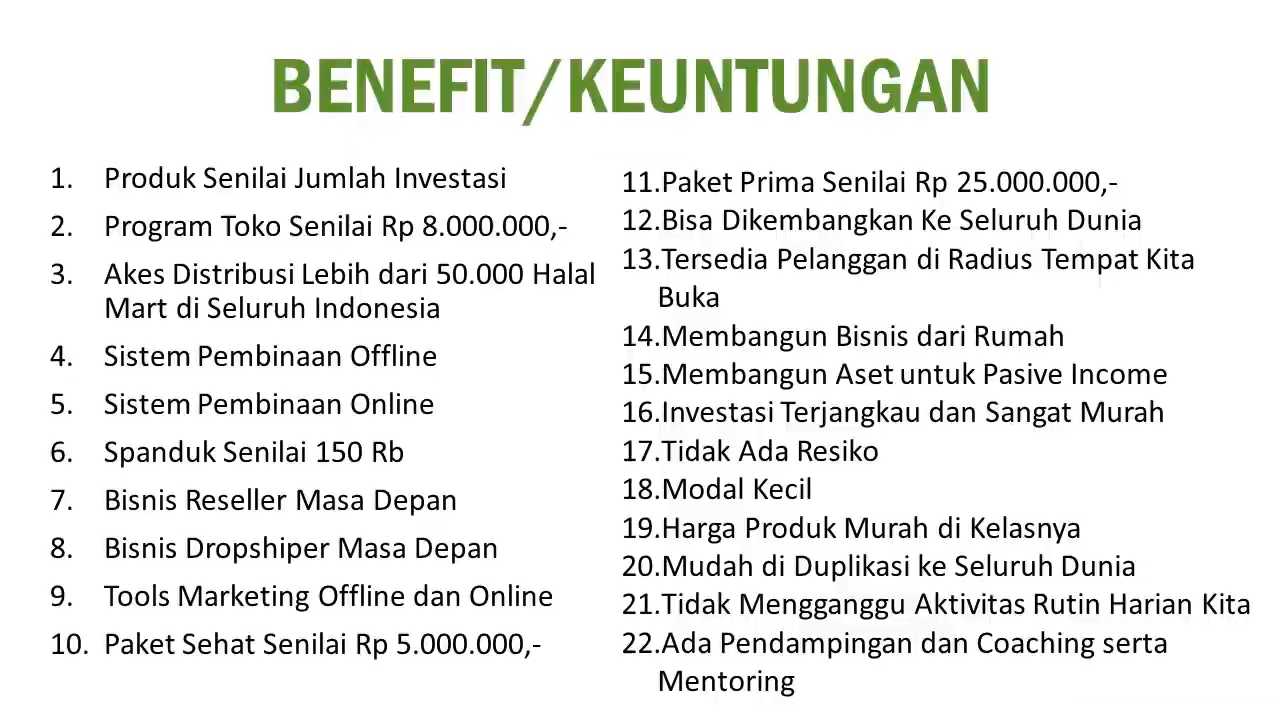 BENEFIT/KEUNTUNGAN
1. Produk Senilai Jumlah Investasi
2. Program Toko Senilai Rp 8.000.000,-
3. Akes Distribusi Lebih dari 50.000 Halal
Mart di Seluruh Indonesia
4. Sistem Pembinaan Offline
5. Sistem Pembinaan Online
6. Spanduk Senilai 150 Rb
7. Bisnis Reseller Masa Depan
8. Bisnis Dropshiper Masa Depan
9. Tools Marketing Offline dan Online
10. Paket Sehat Senilai Rp 5.000.000,-
11.Paket Prima Senilai Rp 25.000.000,-
12.Bisa Dikembangkan Ke Seluruh Dunia
13.Tersedia Pelanggan di Radius Tempat Kita
Buka
14.Membangun Bisnis dari Rumah
15.Membangun Aset untuk Pasive Income
16.Investasi Terjangkau dan Sangat Murah
17.Tidak Ada Resiko
18.Modal Kecil
19.Harga Produk Murah di Kelasnya
20.Mudah di Duplikasi ke Seluruh Dunia
21.Tidak Mengganggu Aktivitas Rutin Harian Kita
22.Ada Pendampingan dan Coaching serta
Mentoring